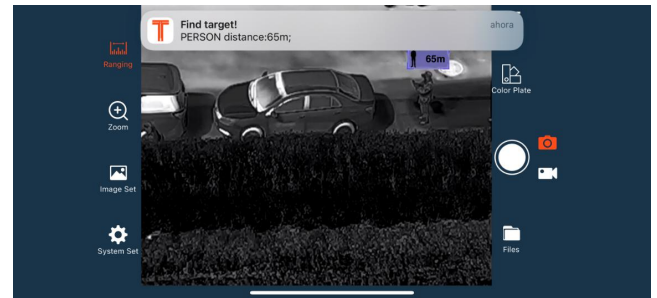 Find target!
ahora
PERSON distance:65m;
Ranging
65m
Color Plate
Zoom
Image Set
System Set
Files